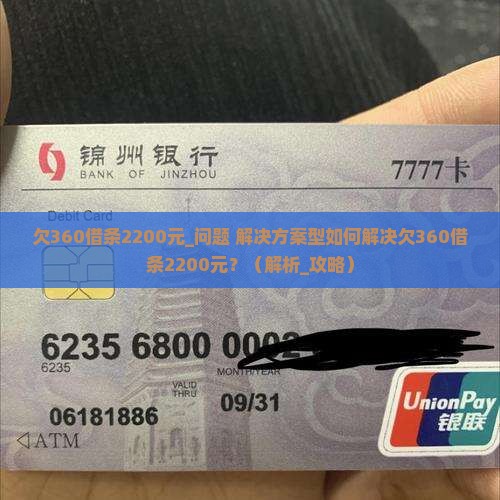 锦州银行
BANK OF JINZHOU
7777卡
Debit Card
欠360借条2200元_问题 解决方案型如何解决欠360借
条2200元？（解析_攻略）
6235 6800 0002
6235
MONTH/YEAR
VALID
THRU
09/31
06181886
ATM
UnionPay
银联